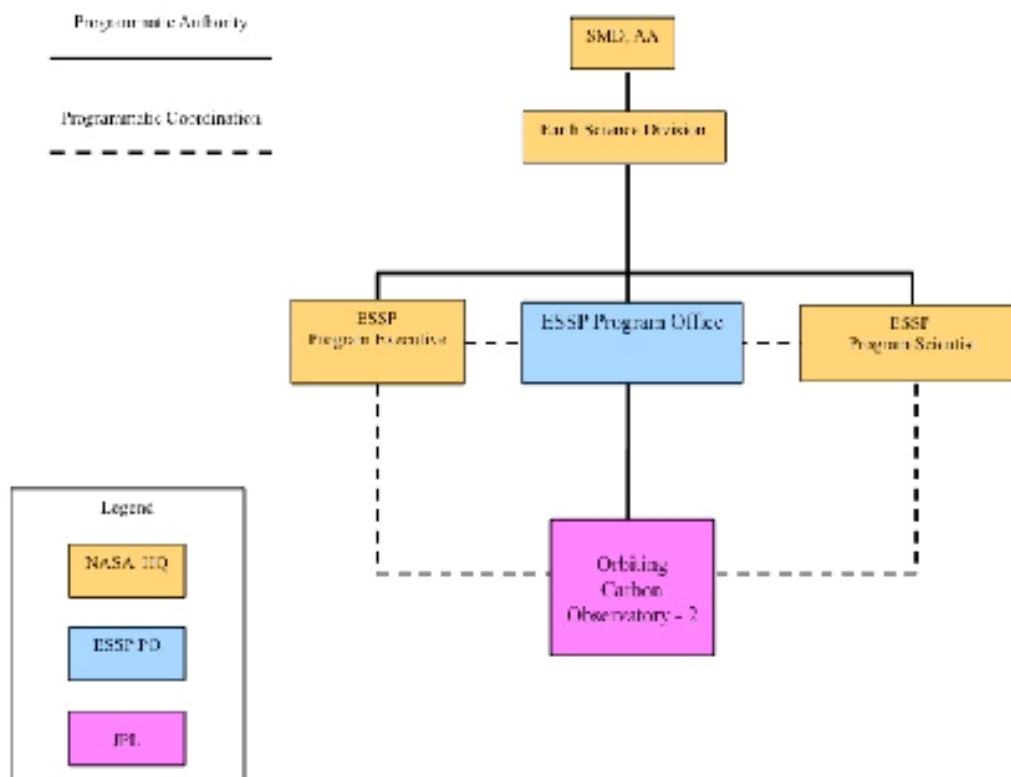 Programmatic Authority
Programmatic Coordination
SMD, AA
Earth Science Division
ESSP
Program Executive
ESSP Program Office
ESSP
Program Scientist
Orbiting
Carbon
Observatory – 2
Legend
NASA HQ
ESSP PO
JPL